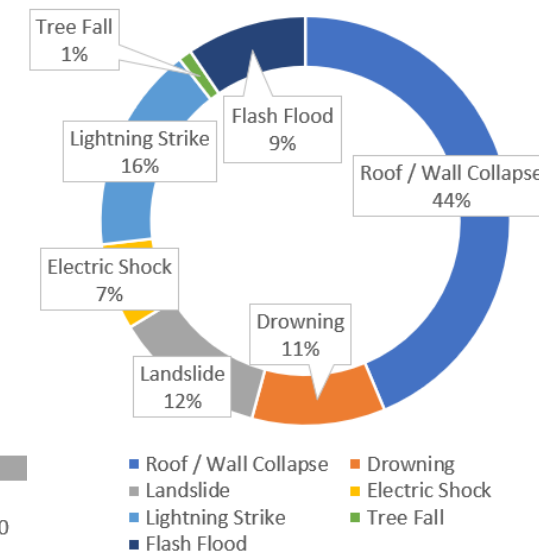 Tree Fall
1%
Flash Flood
9%
Lightning Strike
16%
Roof / Wall Collapse
44%
Electric Shock
7%
Drowning
11%
Landslide
12%
Roof / Wall Collapse
Drowning
Landslide
Electric Shock
Lightning Strike
Tree Fall
Flash Flood
0